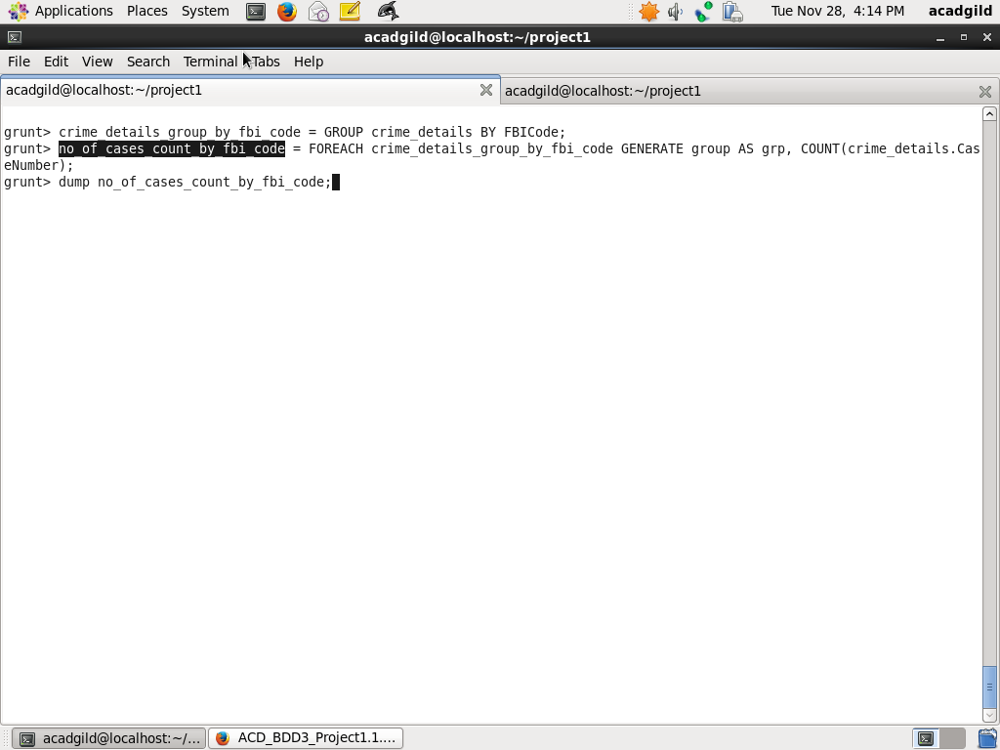 Applications Places System Tue Nov 28, 4:14 PM acadgild
acadgild@localhost:~/project1
File Edit View Search Terminal Tabs Help
acadgild@localhost:~/project1 acadgild@localhost:~/project1
grunt> crime_details_group_by_fbi_code = GROUP crime_details BY FBICode;
grunt> no_of_cases_count_by_fbi_code = FOREACH crime_details_group_by_fbi_code GENERATE group AS grp, COUNT(crime_details.Cas
eNumber);
grunt> dump no_of_cases_count_by_fbi_code;
acadgild@localhost:~/... ACD_BDD3_Project1.1....